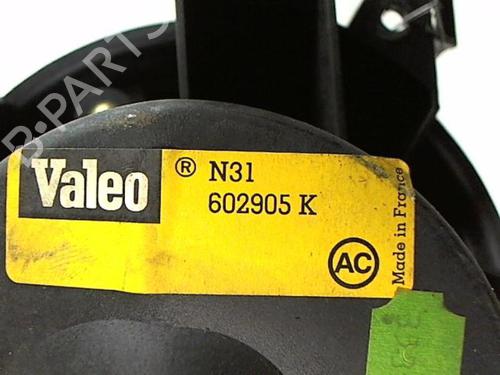 B-PARTS
Valeo ® N31
602905 K
AC
Made in France